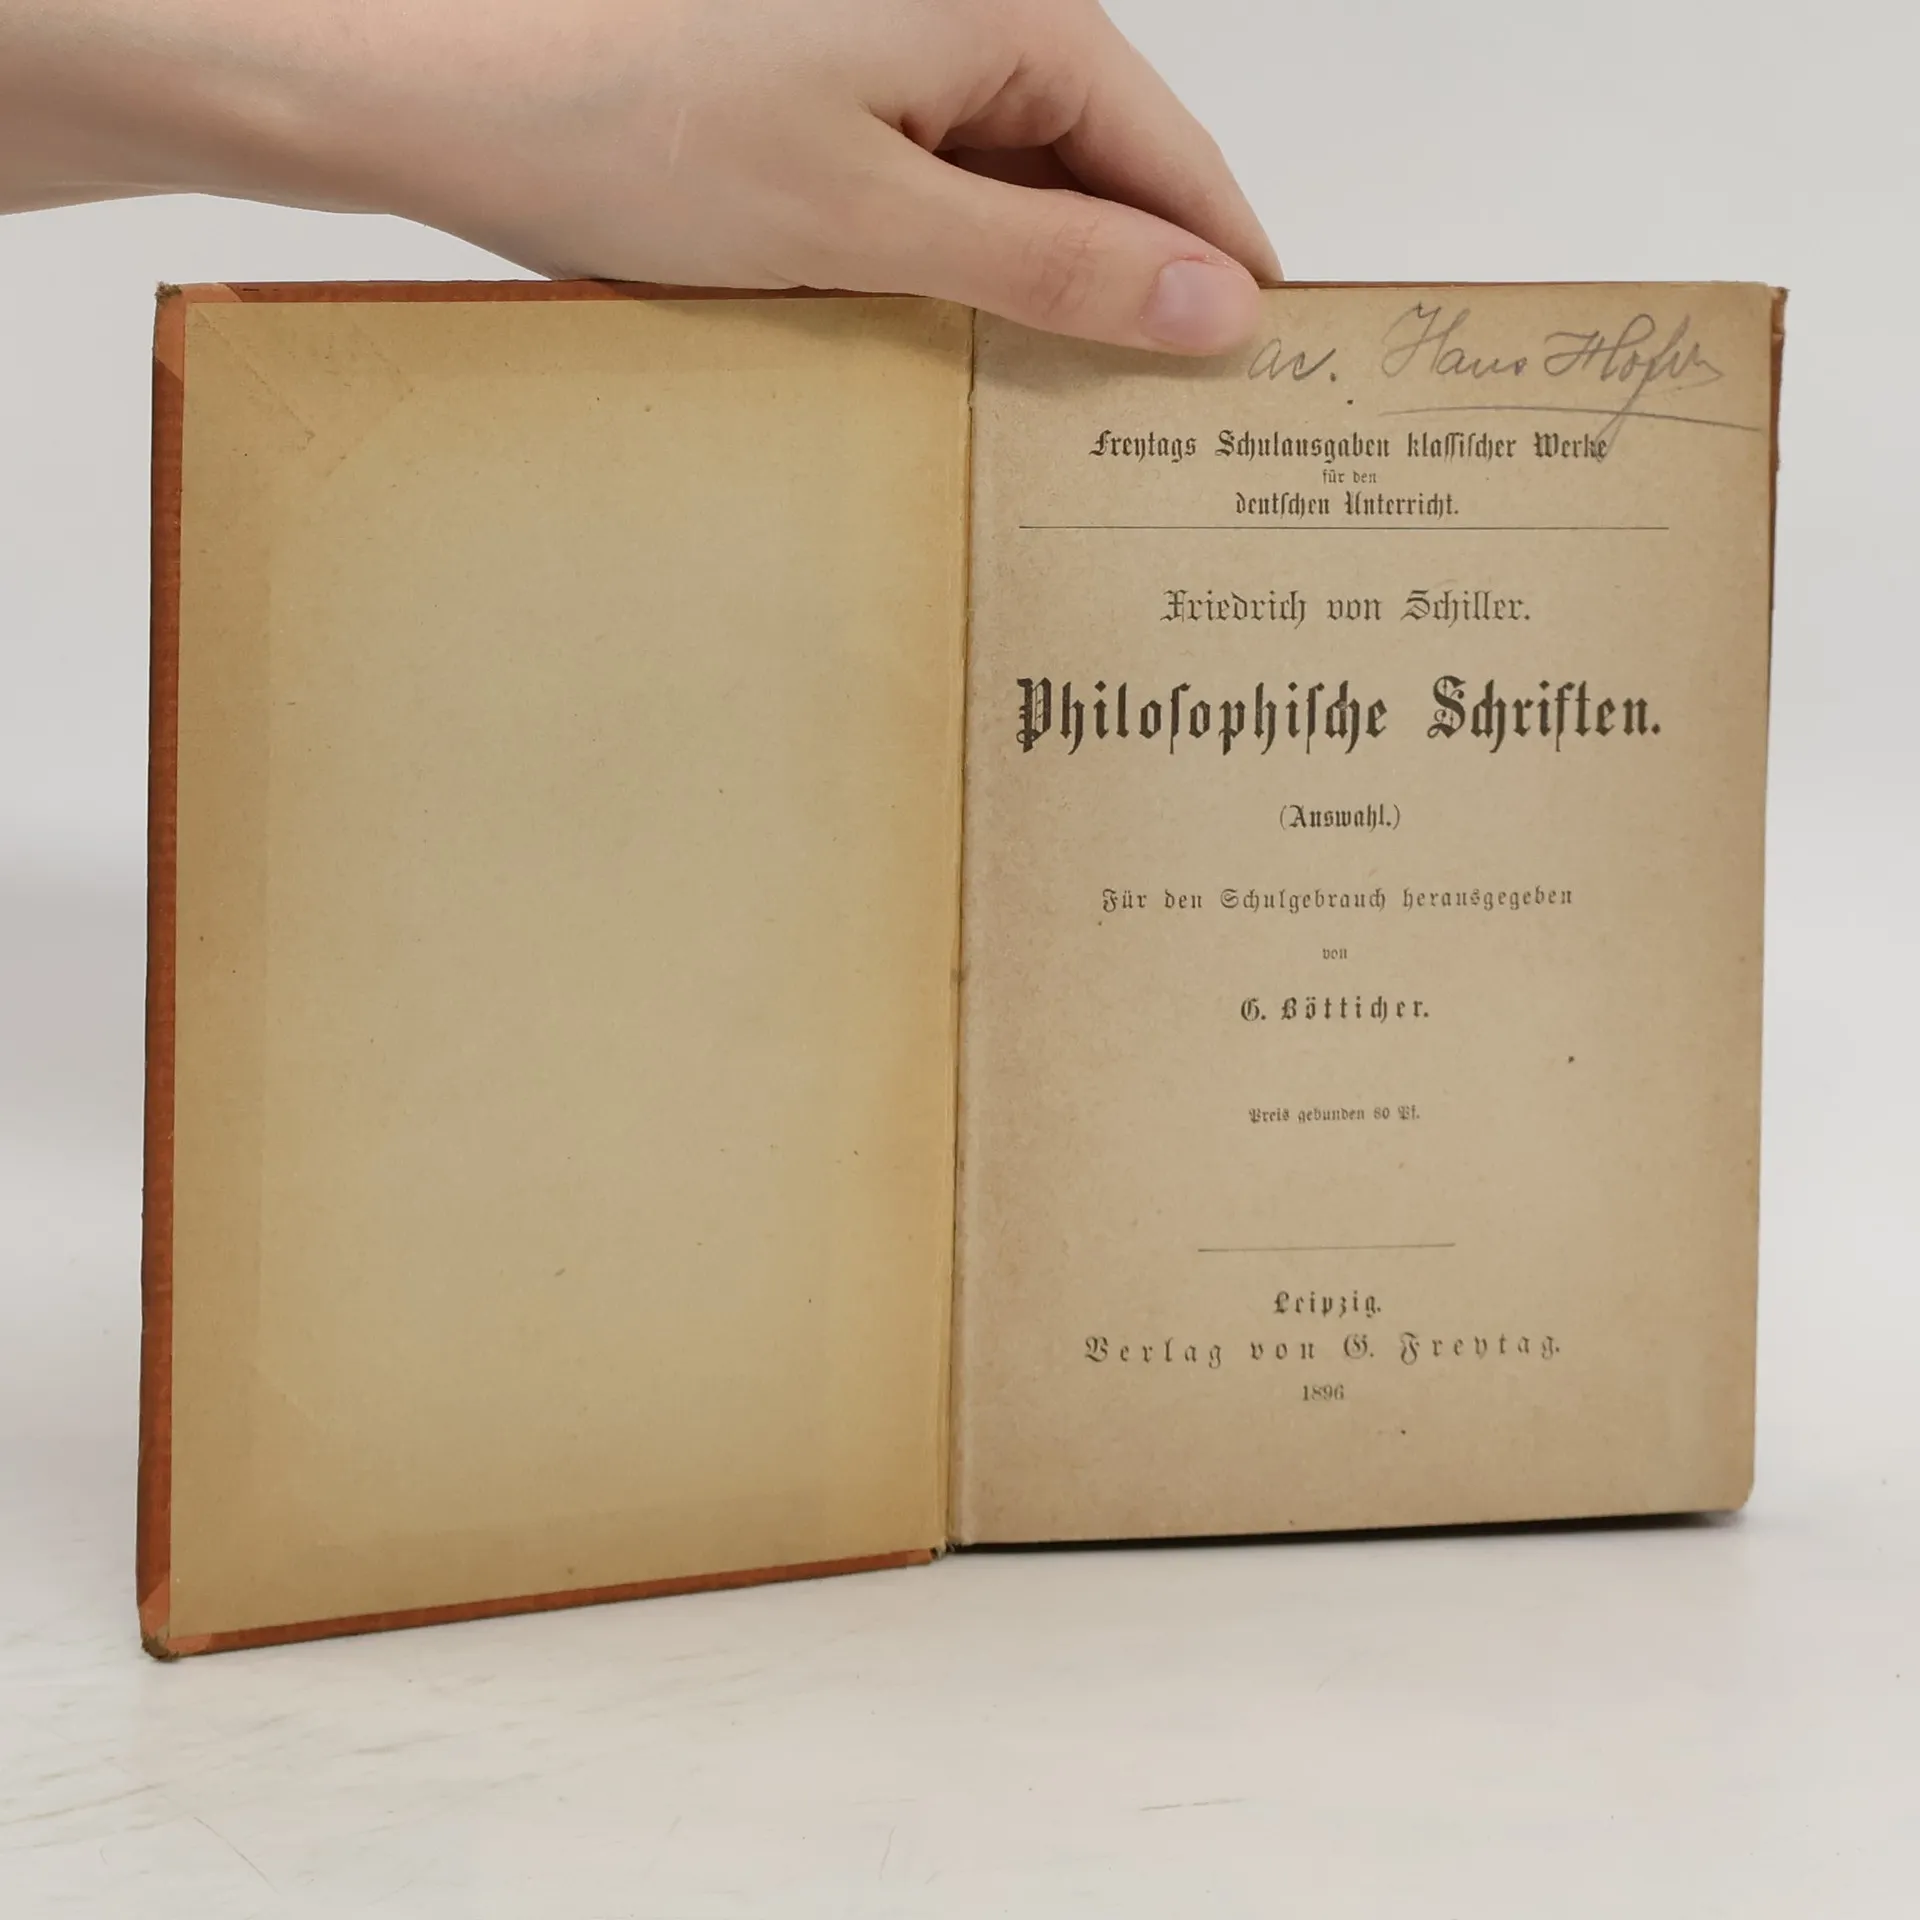 av. Hans
Freytags Schulausgaben klassischer Werke
für den
deutschen Unterricht.
Friedrich von Schiller.
Philosophische Schriften.
(Auswahl.)
Für den Schulgebrauch herausgegeben
von
G. Bötticher.
Preis gebunden 80 Pf.
Leipzig.
Verlag von G. Freytag.
1896